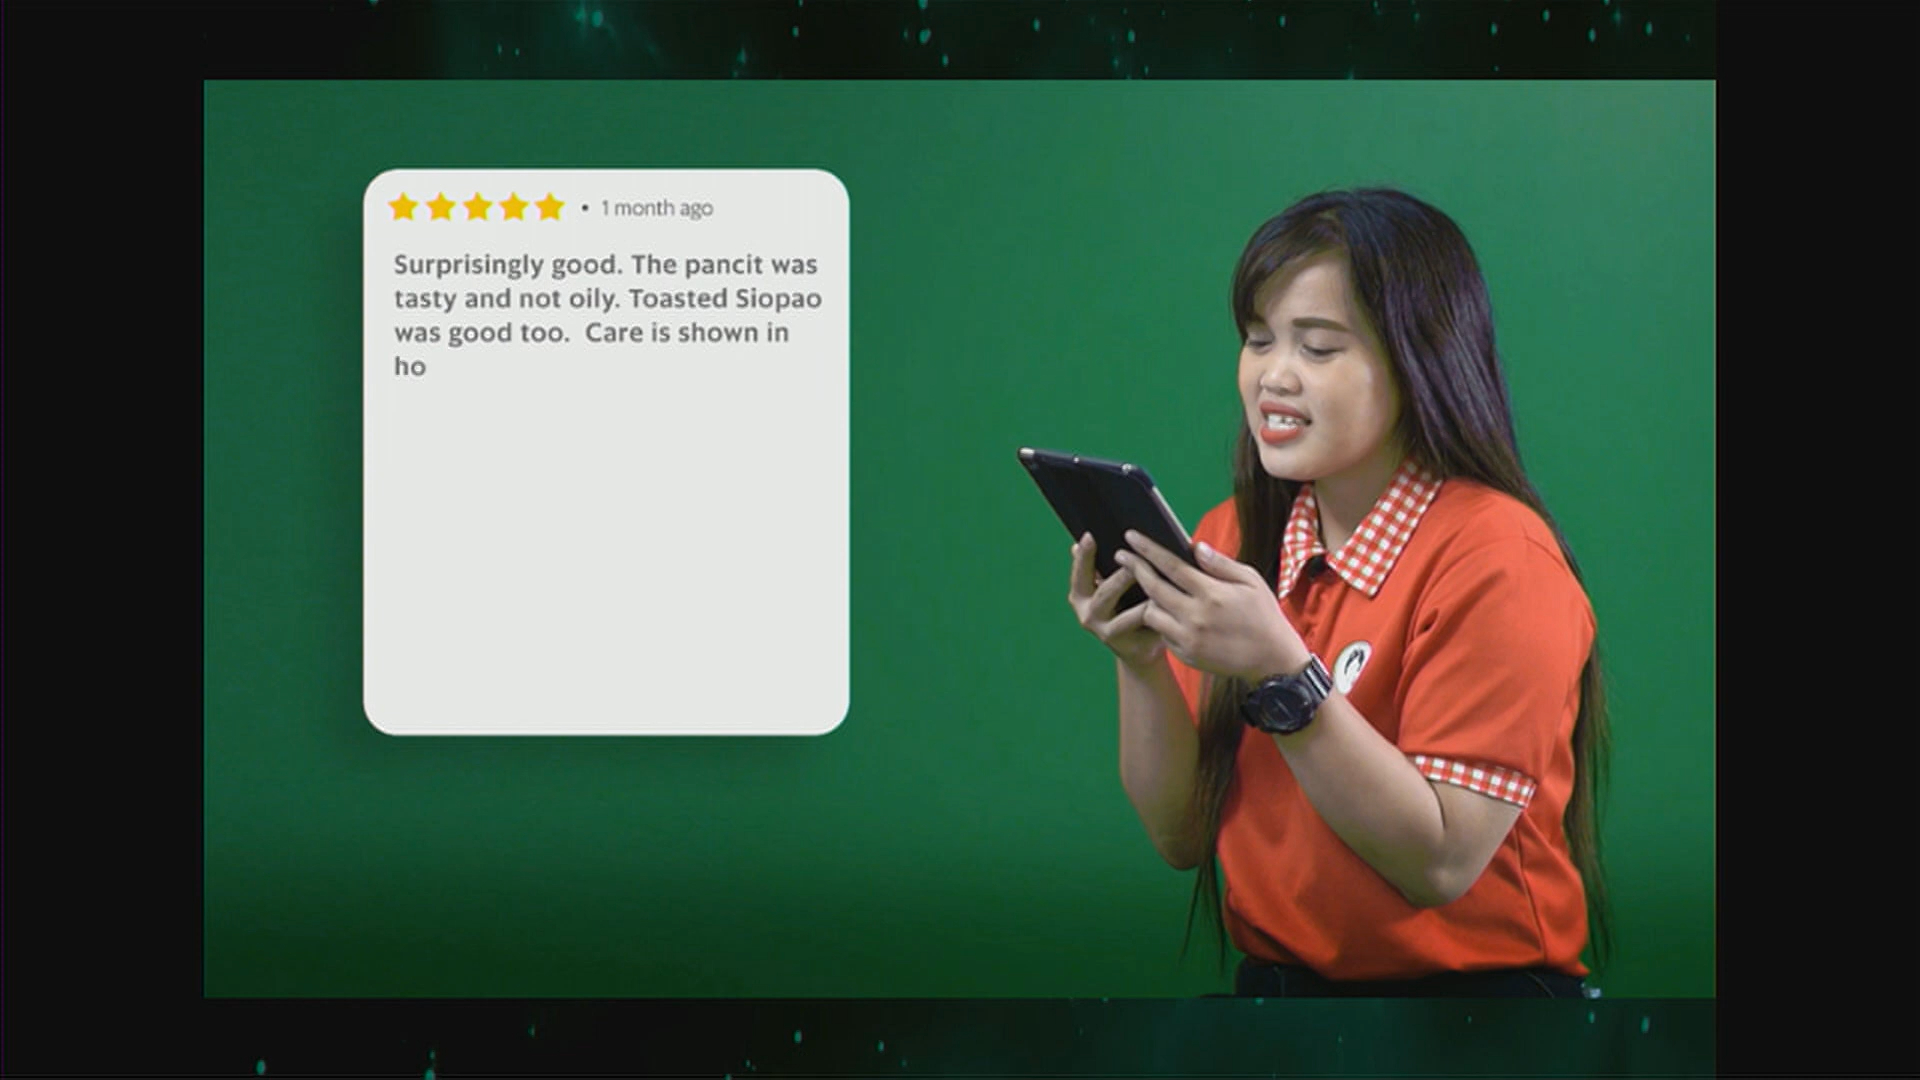 • 1 month ago
Surprisingly good. The pancit was
tasty and not oily. Toasted Siopao
was good too.  Care is shown in
ho